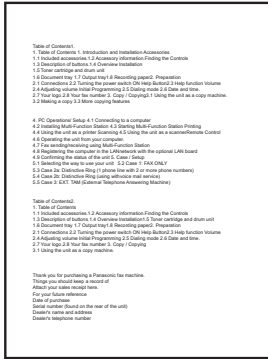 Table of Contents1.
1. Table of Contents 1. Introduction and Installation Accessories
1.1 Included accessories.1.2 Accessory information.Finding the Controls
1.3 Description of buttons.1.4 Overview Installation
1.5 Toner cartridge and drum unit
1.6 Document tray 1.7 Output tray1.8 Recording paper2. Preparation
2.1 Connections 2.2 Turning the power switch ON Help Button2.3 Help function Volume
2.4 Adjusting volume Initial Programming 2.5 Dialing mode 2.6 Date and time.
2.7 Your logo 2.8 Your fax number 3. Copy / Copying3.1 Using the unit as a copy machine.
3.2 Making a copy 3.3 More copying features
4. PC Operations/ Setup 4.1 Connecting to a computer
4.2 Installing Multi-Function Station 4.3 Starting Multi-Function Station Printing
4.4 Using the unit as a printer Scanning 4.5 Using the unit as a scanner/Remote Control
4.6 Operating the unit from your computer.
4.7 Fax sending/receiving using Multi-Function Station
4.8 Registering the computer in the LANnetwork with the optional LAN board
4.9 Confirming the status of the unit 5. Case / Setup
5.1 Selecting the way to use your unit   5.2 Case 1: FAX ONLY
5.3 Case 2a: Distinctive Ring (1 phone line with 2 or more phone numbers)
5.4 Case 2b: Distinctive Ring (using withvoice mail service)
5.5 Case 3: EXT. TAM (External Telephone Answering Machine)
Table of Contents2.
1. Table of Contents
1.1 Included accessories.1.2 Accessory information.Finding the Controls
1.3 Description of buttons.1.4 Overview Installation1.5 Toner cartridge and drum unit
1.6 Document tray 1.7 Output tray1.8 Recording paper2. Preparation
2.1 Connections 2.2 Turning the power switch ON Help Button2.3 Help function Volume
2.4 Adjusting volume Initial Programming 2.5 Dialing mode 2.6 Date and time.
2.7Your logo 2.8 Your fax number 3. Copy / Copying
3.1 Using the unit as a copy machine.
Thank you for purchasing a Panasonic fax machine.
Things you should keep a record of
Attach your sales receipt here.
For your future reference
Date of purchase
Serial number (found on the rear of the unit)
Dealer's name and address
Dealer's telephone number